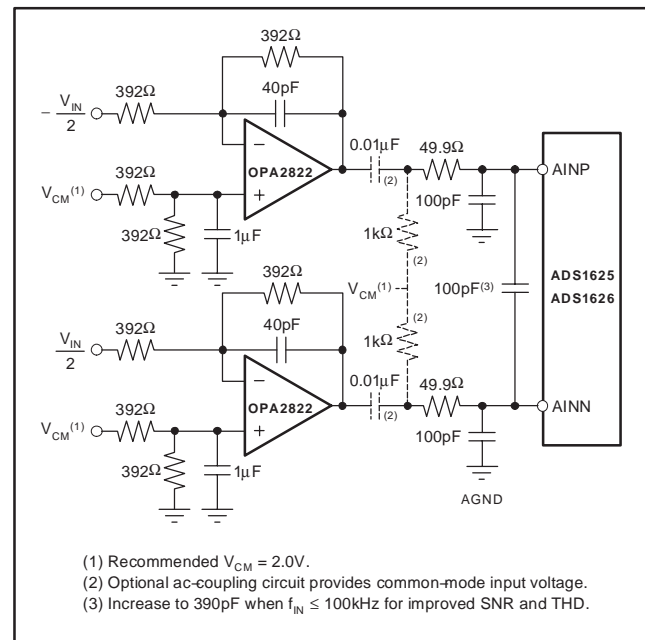 392Ω
40pF
− V_IN/2
392Ω
−
OPA2822
+
0.01µF
(2)
49.9Ω
AINP
V_CM(1)
392Ω
392Ω
1µF
1kΩ
(2)
100pF
V_CM(1)
100pF(3)
ADS1625
ADS1626
392Ω
40pF
(2)
1kΩ
V_IN/2
392Ω
−
OPA2822
+
0.01µF
(2)
49.9Ω
AINN
V_CM(1)
392Ω
392Ω
1µF
100pF
AGND
(1) Recommended V_CM = 2.0V.
(2) Optional ac-coupling circuit provides common-mode input voltage.
(3) Increase to 390pF when f_IN ≤ 100kHz for improved SNR and THD.